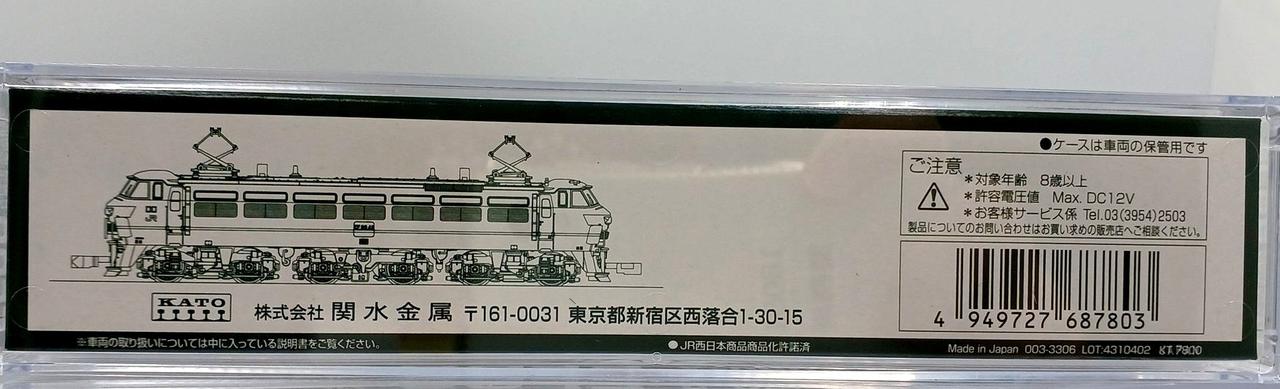 ●ケースは車両の保管用です
ご注意
＊対象年齢　8歳以上
＊許容電圧値　Max. DC12V
＊お客様サービス係 Tel.03(3954)2503
製品についてのお問い合わせはお買い求めの販売店へご相談ください。
JR
KATO
株式会社 関水金属 〒161-0031 東京都新宿区西落合1-30-15
4 949727 687803
※車両の取り扱いについては中に入っている説明書をご覧ください。
●JR西日本商品商品化許諾済
Made in Japan 003-3306 LOT:4310402 KT.7800